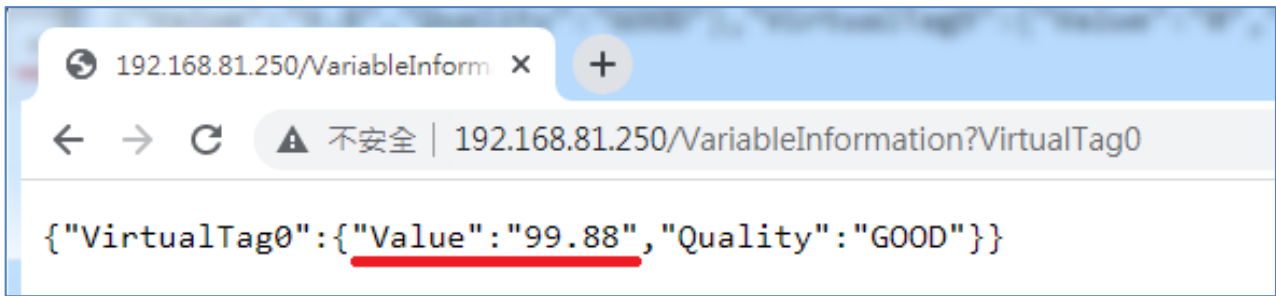 192.168.81.250/VariableInform
不安全 | 192.168.81.250/VariableInformation?VirtualTag0
{"VirtualTag0":{"Value":"99.88","Quality":"GOOD"}}